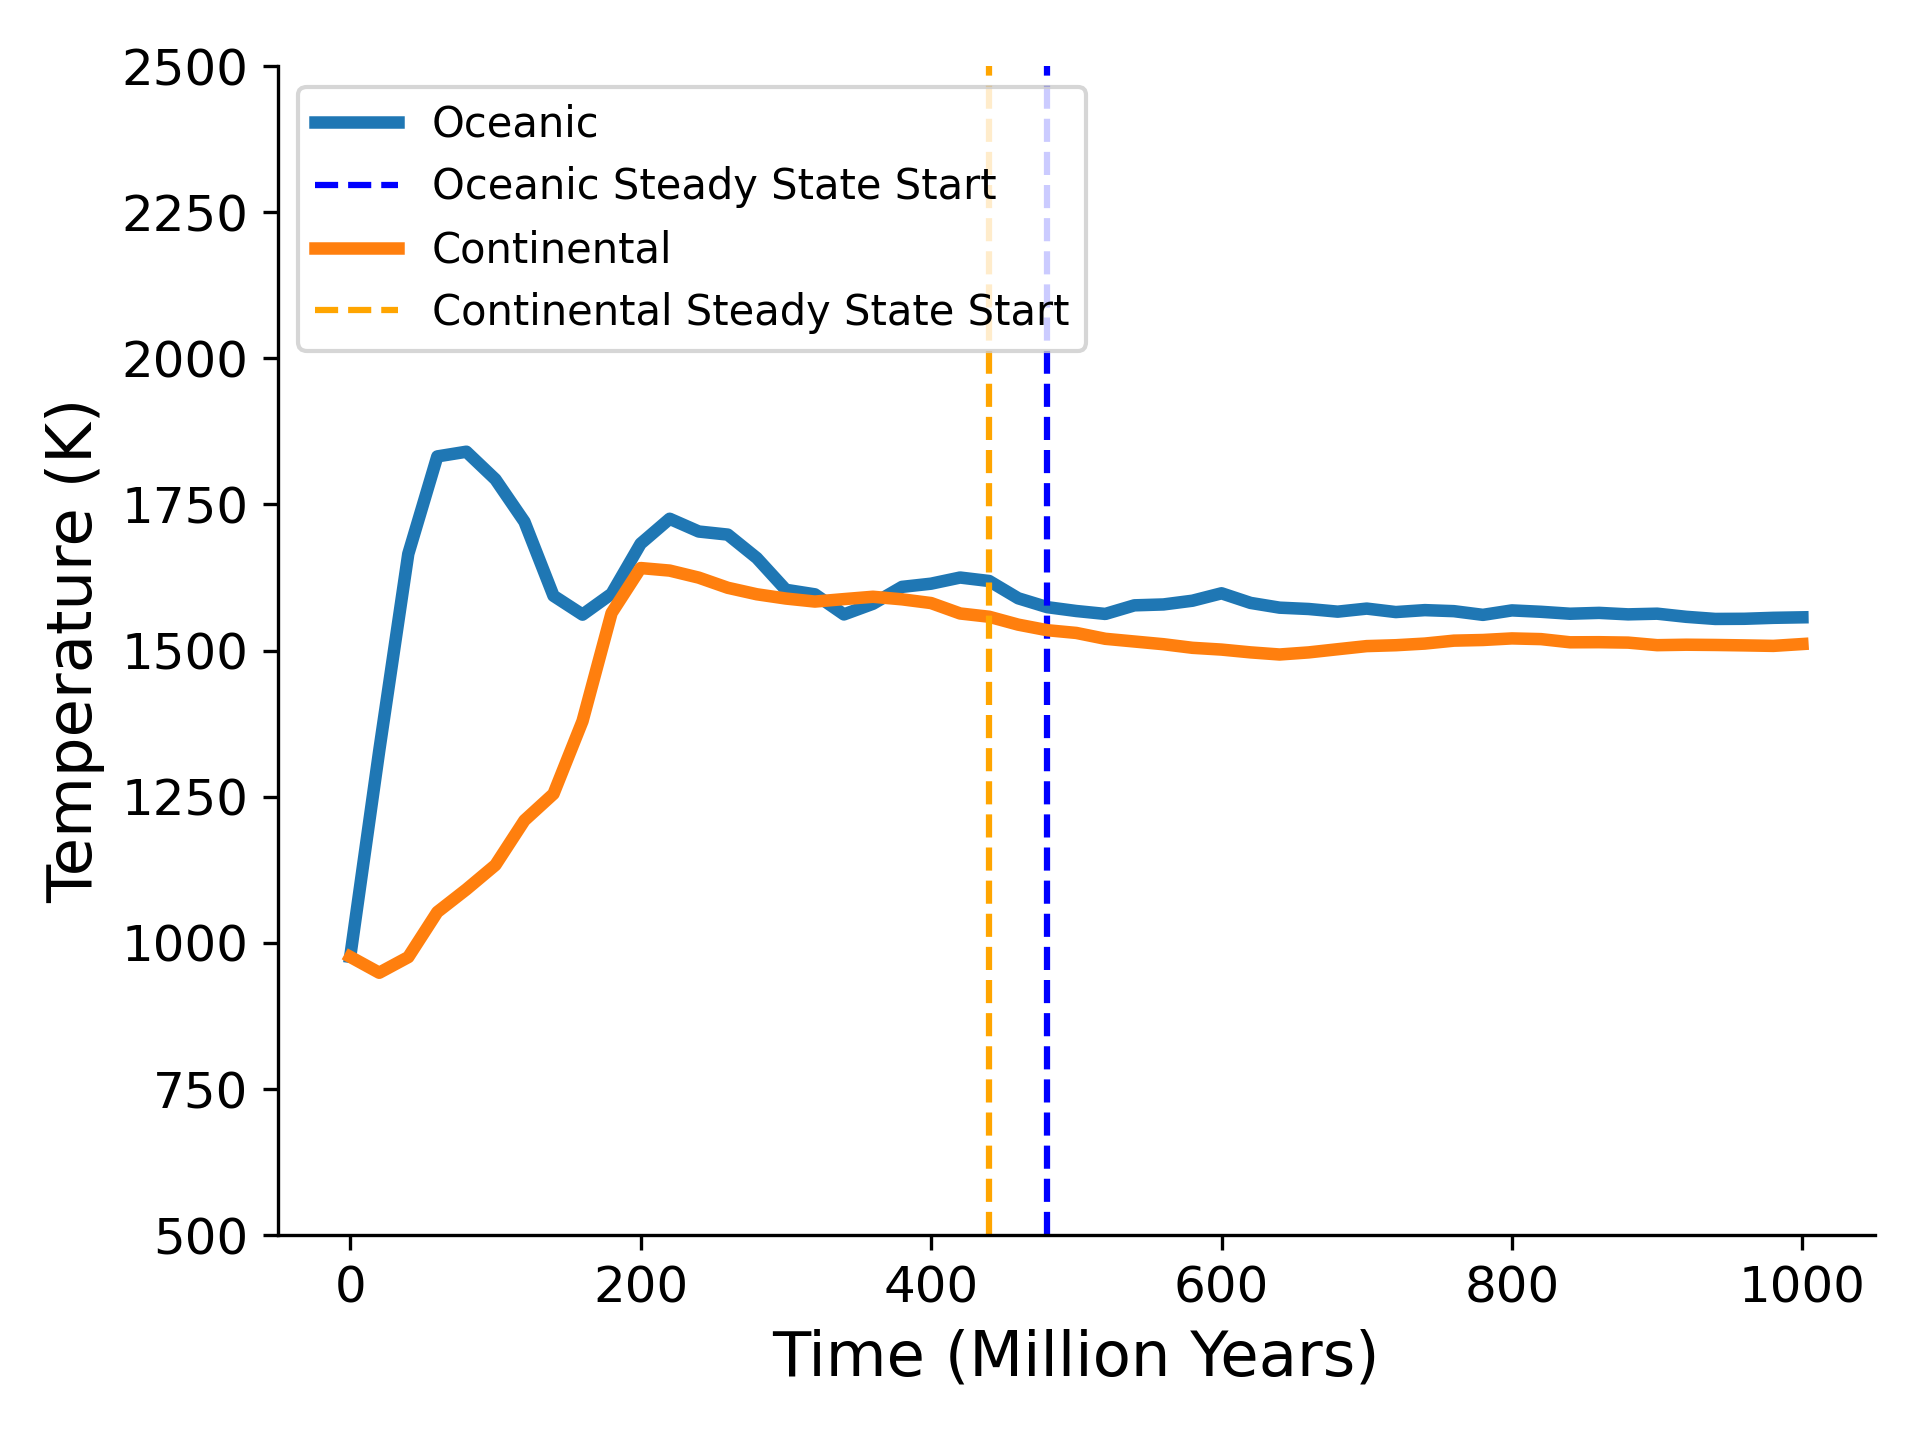 2500
2250
2000
1750
1500
1250
1000
750
500
Temperature (K)
Oceanic
Oceanic Steady State Start
Continental
Continental Steady State Start
0 200 400 600 800 1000
Time (Million Years)